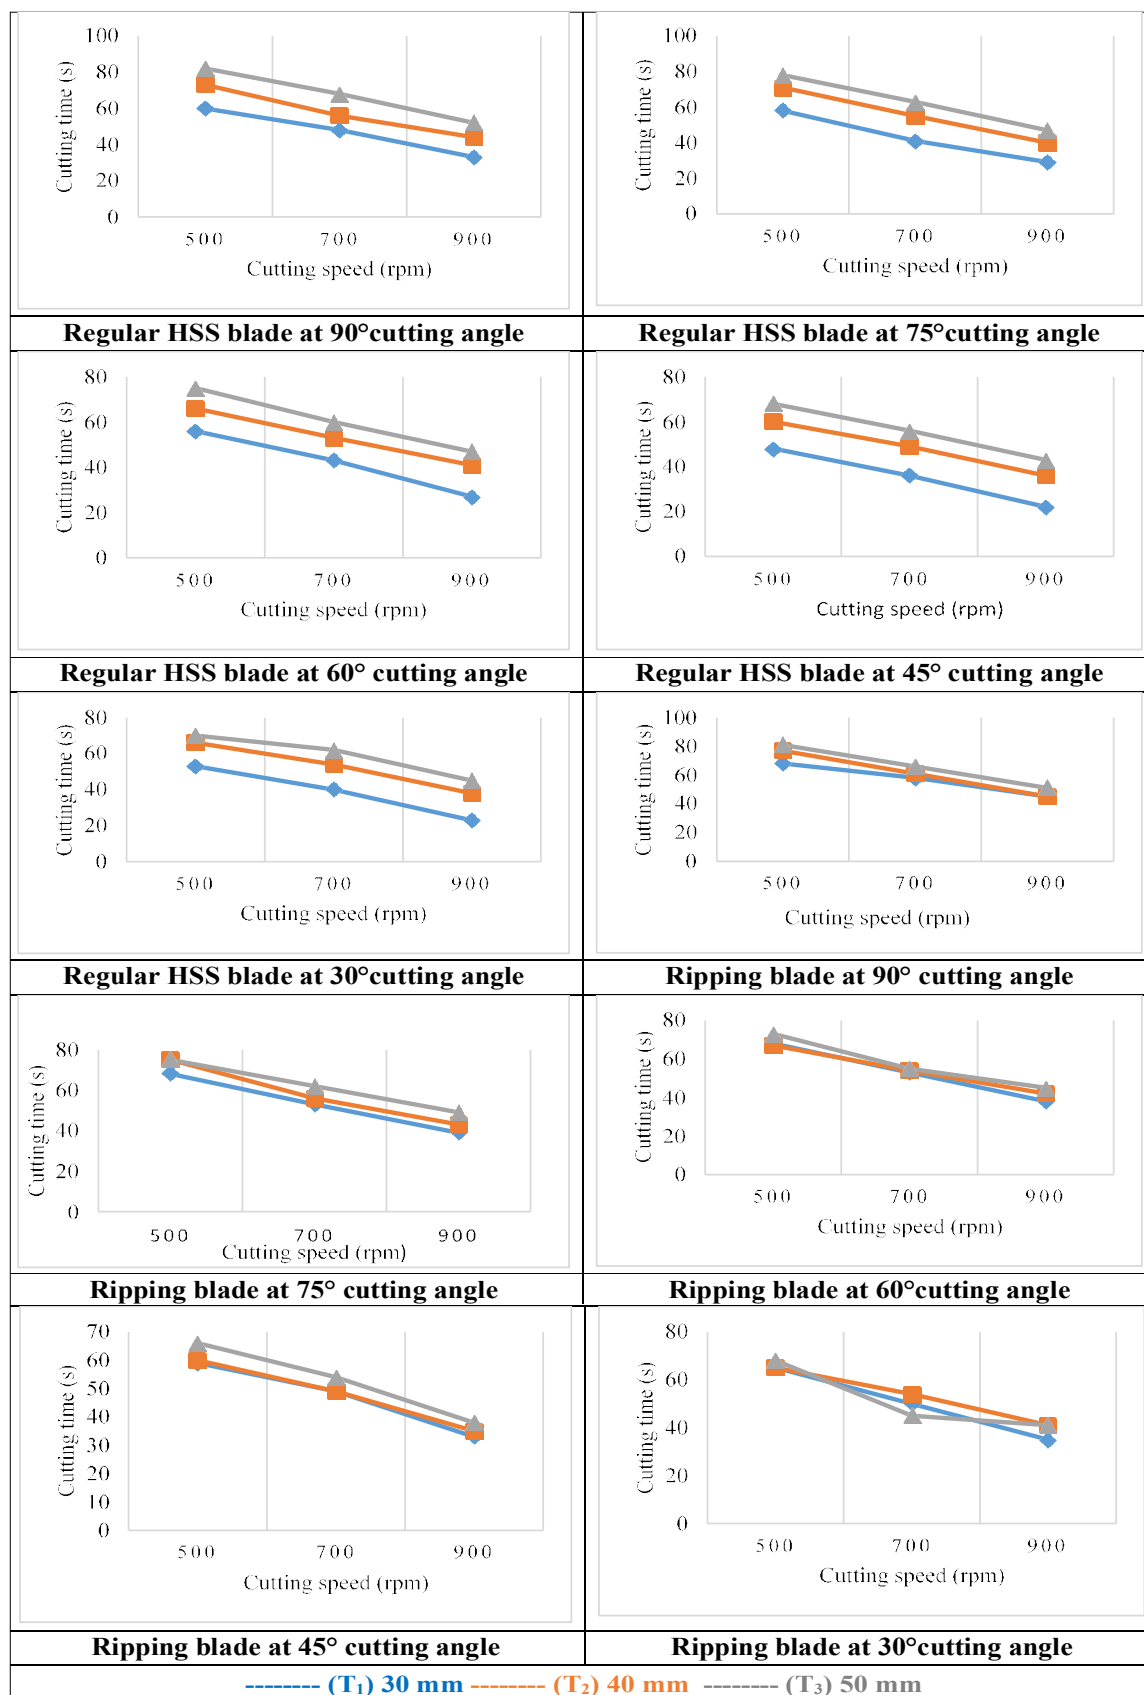 100
80
60
40
20
0
Cutting time (s)
500 700 900
Cutting speed (rpm)
Regular HSS blade at 90°cutting angle
100
80
60
40
20
0
Cutting time (s)
500 700 900
Cutting speed (rpm)
Regular HSS blade at 75°cutting angle
80
60
40
20
0
Cutting time (s)
500 700 900
Cutting speed (rpm)
Regular HSS blade at 60° cutting angle
80
60
40
20
0
Cutting time (s)
500 700 900
Cutting speed (rpm)
Regular HSS blade at 45° cutting angle
80
60
40
20
0
Cutting time (s)
500 700 900
Cutting speed (rpm)
Regular HSS blade at 30°cutting angle
100
80
60
40
20
0
Cutting time (s)
500 700 900
Cutting speed (rpm)
Ripping blade at 90° cutting angle
80
60
40
20
0
Cutting time (s)
500 700 900
Cutting speed (rpm)
Ripping blade at 75° cutting angle
80
60
40
20
0
Cutting time (s)
500 700 900
Cutting speed (rpm)
Ripping blade at 60°cutting angle
70
60
50
40
30
20
10
0
Cutting time (s)
500 700 900
Cutting speed (rpm)
Ripping blade at 45° cutting angle
80
60
40
20
0
Cutting time (s)
500 700 900
Cutting speed (rpm)
Ripping blade at 30°cutting angle
-------- (T₁) 30 mm -------- (T₂) 40 mm -------- (T₃) 50 mm